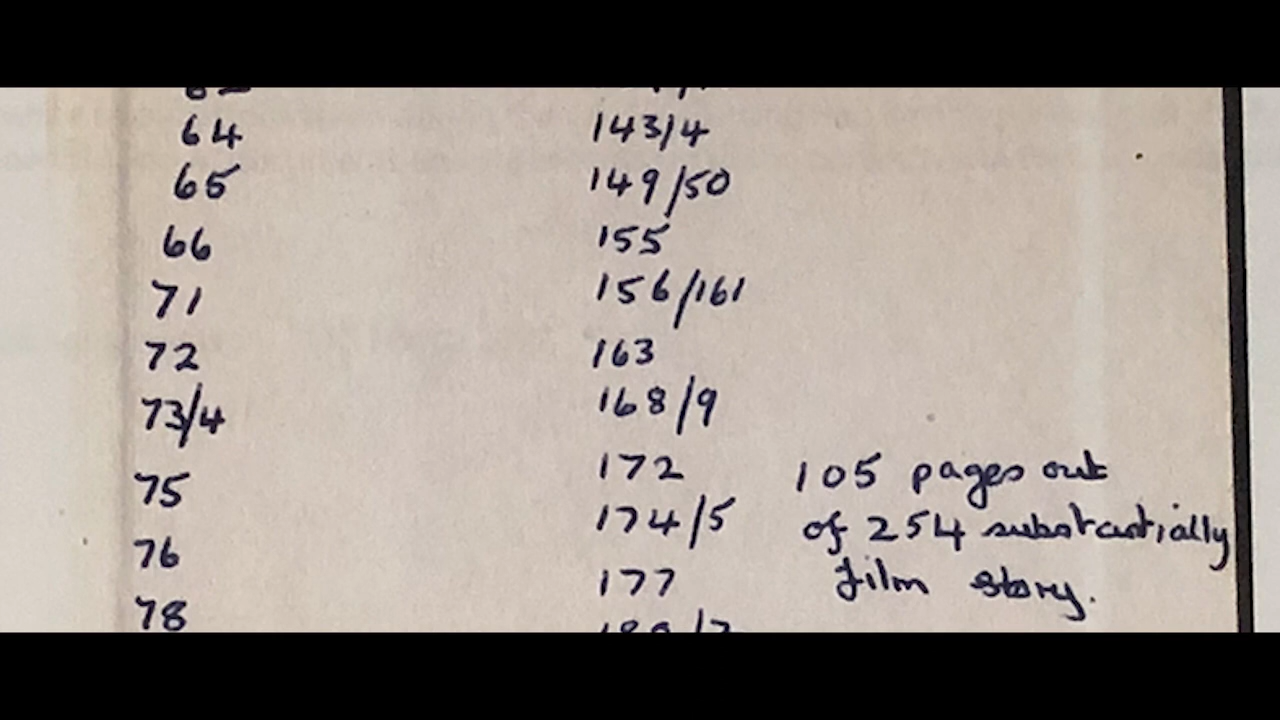 64 143/4
65 149/50
66 155
71 156/161
72 163
73/4 168/9
75 172 105 pages out
76 174/5 of 254 substantially
78 177 film story.